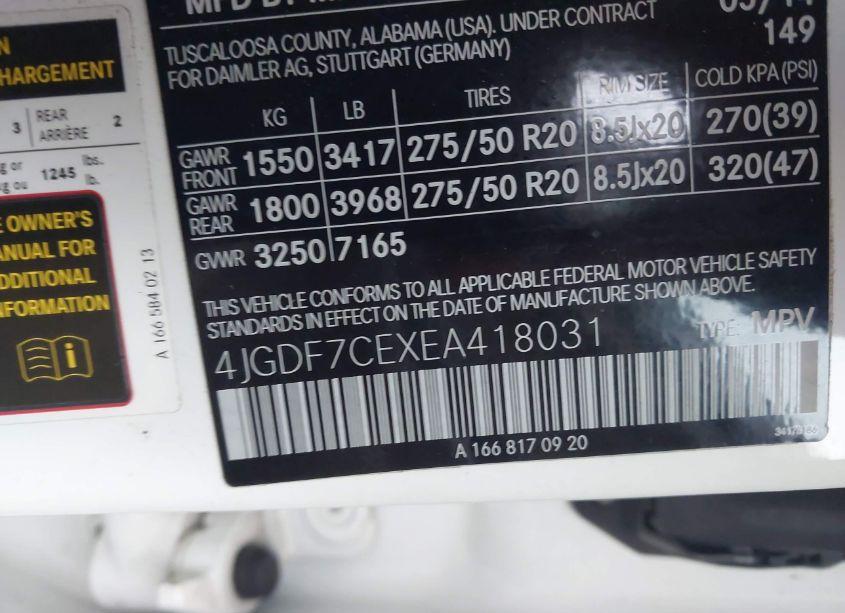 TUSCALOOSA COUNTY, ALABAMA (USA). UNDER CONTRACT
FOR DAIMLER AG, STUTTGART (GERMANY)
149
KG LB TIRES RIM SIZE COLD KPA(PSI)
GAWR FRONT 1550 3417 275/50 R20 8.5Jx20 270(39)
GAWR REAR 1800 3968 275/50 R20 8.5Jx20 320(47)
GVWR 3250 7165
THIS VEHICLE CONFORMS TO ALL APPLICABLE FEDERAL MOTOR VEHICLE SAFETY
STANDARDS IN EFFECT ON THE DATE OF MANUFACTURE SHOWN ABOVE.
4JGDF7CEXEA418031 TYPE: MPV
A 166 817 09 20
HARGEMENT
3 REAR ARRIÈRE 2
g or 1245 lbs.
g ou lb.
OWNER'S
ANUAL FOR
DDITIONAL
NFORMATION
i
A 166 584 02 13